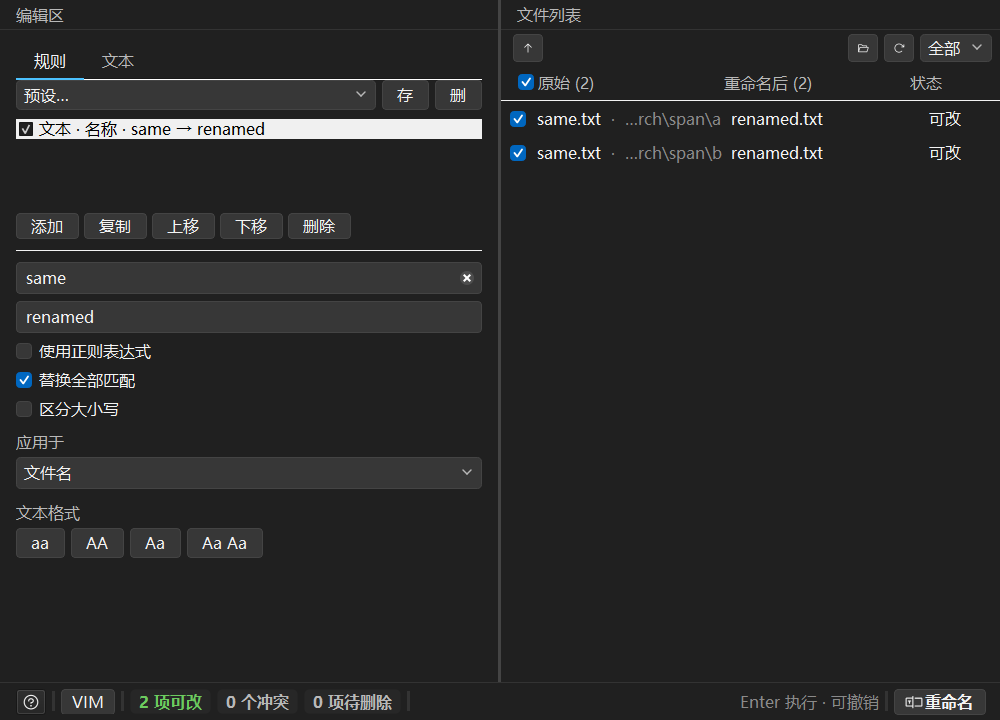 编辑区
规则 文本
预设... 存 删
文本 · 名称 · same → renamed
添加 复制 上移 下移 删除
same
renamed
使用正则表达式
替换全部匹配
区分大小写
应用于
文件名
文本格式
aa AA Aa Aa Aa
文件列表
全部
原始 (2) 重命名后 (2) 状态
same.txt · ...rch\span\a renamed.txt 可改
same.txt · ...rch\span\b renamed.txt 可改
VIM 2 项可改 0 个冲突 0 项待删除 Enter 执行 · 可撤销 重命名